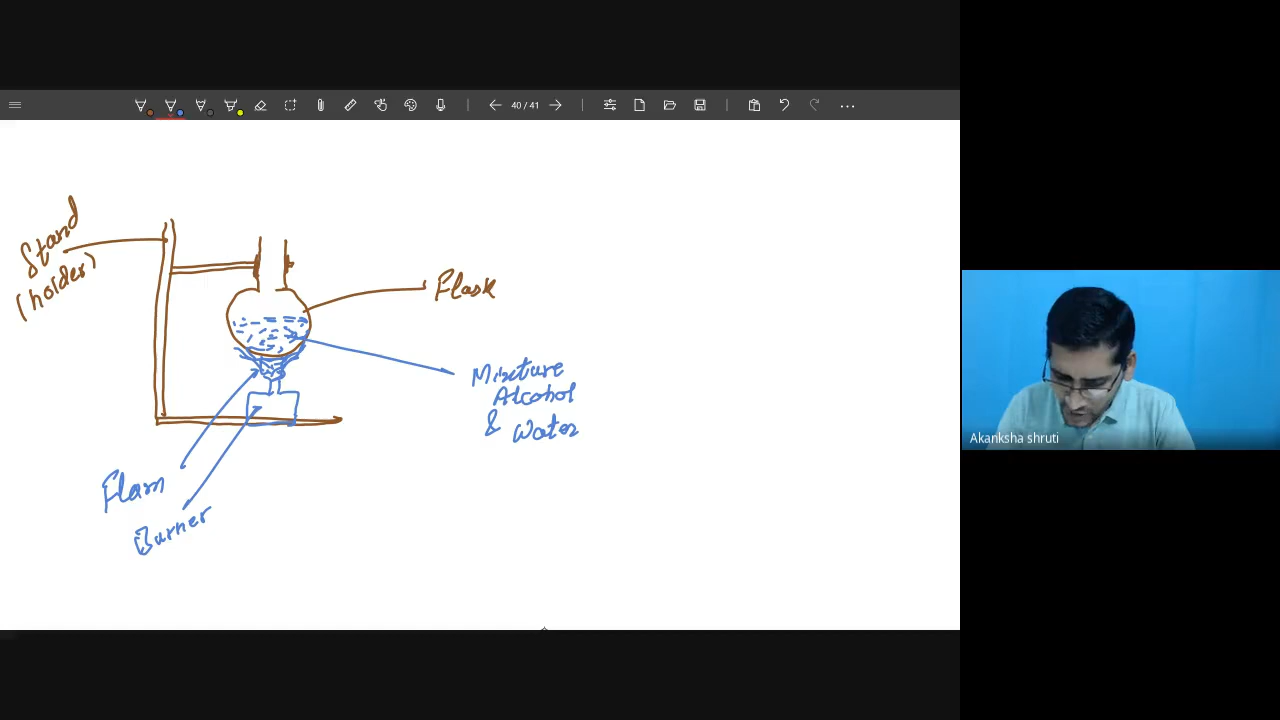 40 / 41
Stand
(holder)
Flask
Mixture
Alcohol
& Water
Flam
Burner
Akanksha shruti